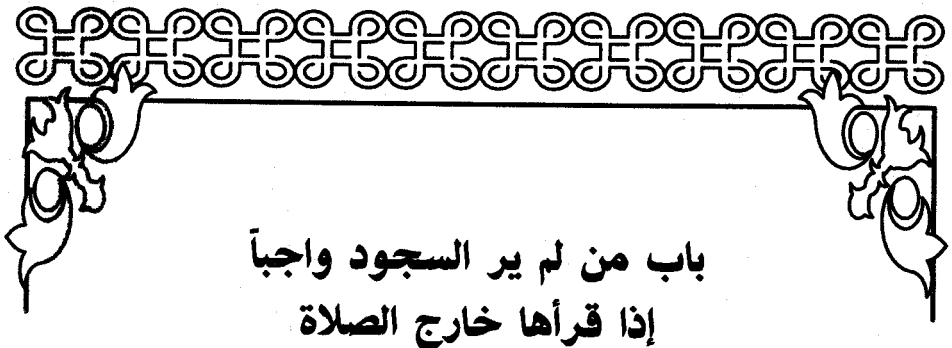 باب من لم ير السجود واجباً
إذا قرأها خارج الصلاة